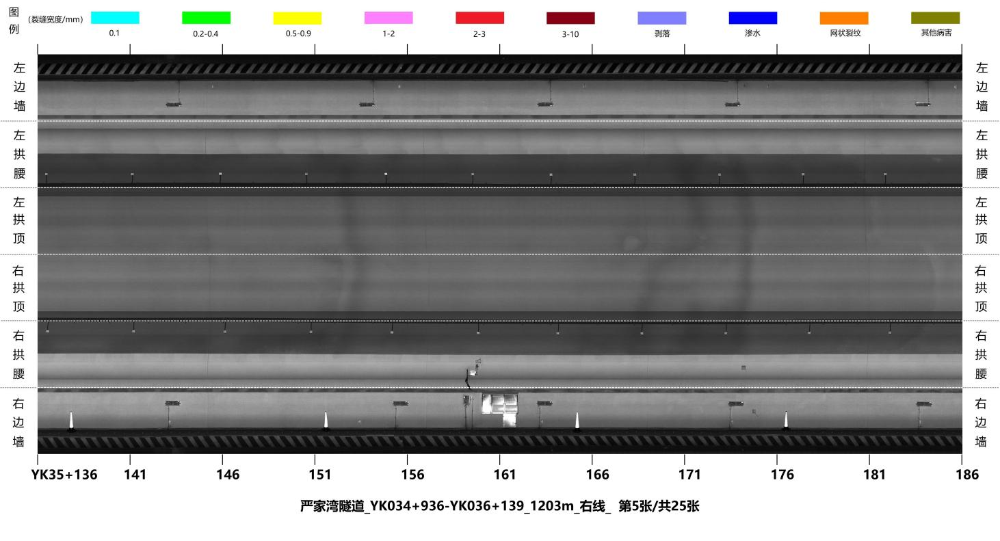 图例 (裂缝宽度/mm) 0.1 0.2-0.4 0.5-0.9 1-2 2-3 3-10 剥落 渗水 网状裂纹 其他病害
左边墙 左边墙
左拱腰 左拱腰
左拱顶 左拱顶
右拱顶 右拱顶
右拱腰 右拱腰
右边墙 右边墙
YK35+136 141 146 151 156 161 166 171 176 181 186
严家湾隧道_YK034+936-YK036+139_1203m_右线_ 第5张/共25张